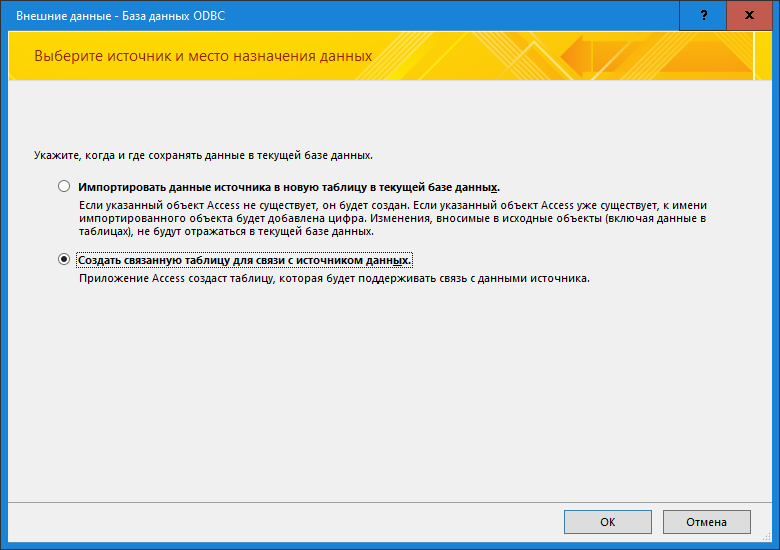 Внешние данные - База данных ODBC
? x
Выберите источник и место назначения данных
Укажите, когда и где сохранять данные в текущей базе данных.
Импортировать данные источника в новую таблицу в текущей базе данных.
Если указанный объект Access не существует, он будет создан. Если указанный объект Access уже существует, к имени
импортированного объекта будет добавлена цифра. Изменения, вносимые в исходные объекты (включая данные в
таблицах), не будут отражаться в текущей базе данных.
Создать связанную таблицу для связи с источником данных.
Приложение Access создаст таблицу, которая будет поддерживать связь с данными источника.
ОК Отмена